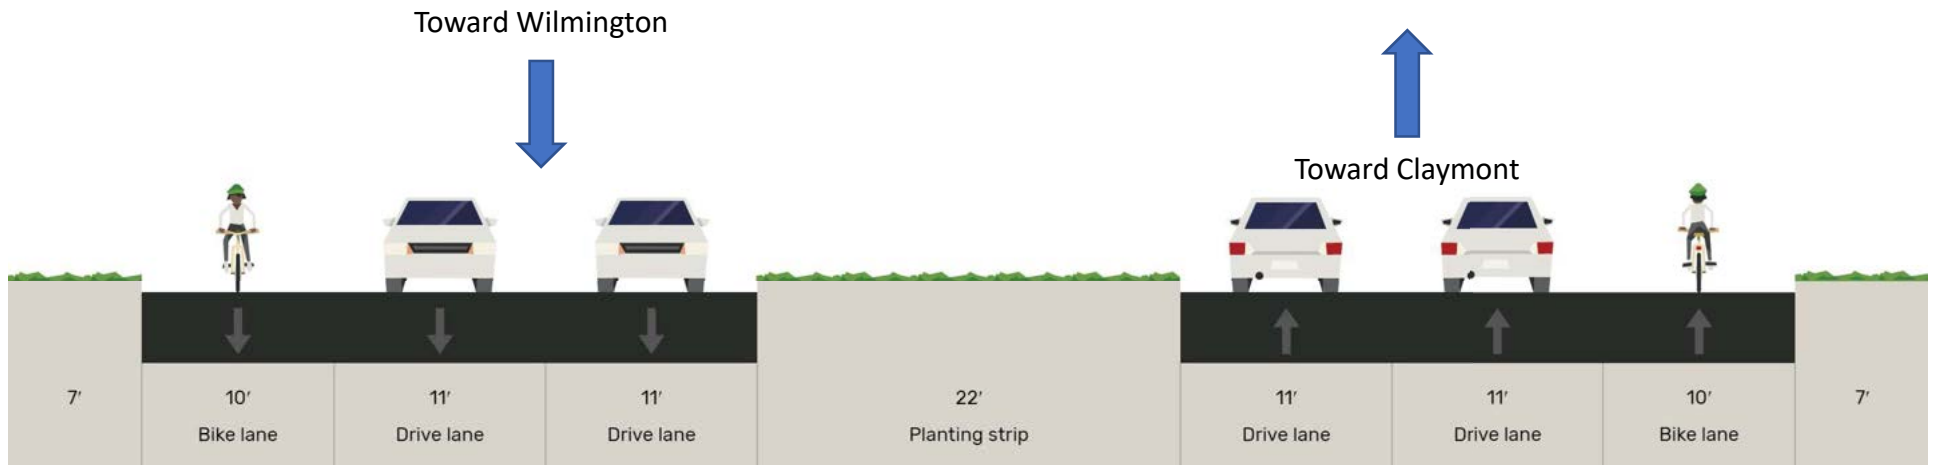 Toward Wilmington
Toward Claymont
7′ 10′ 11′ 11′ 22′ 11′ 11′ 10′ 7′
Bike lane Drive lane Drive lane Planting strip Drive lane Drive lane Bike lane